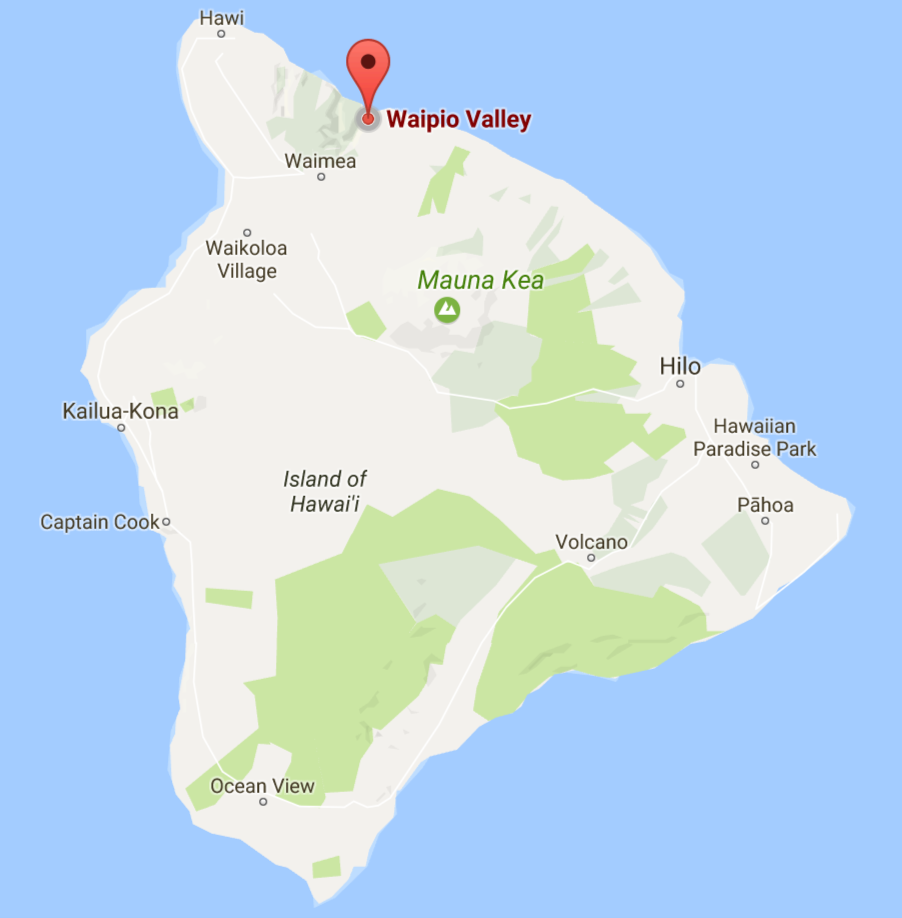 Hawi
Waipio Valley
Waimea
Waikoloa
Village
Mauna Kea
Hilo
Kailua-Kona
Hawaiian
Paradise Park
Island of
Hawai'i
Captain Cook
Pāhoa
Volcano
Ocean View